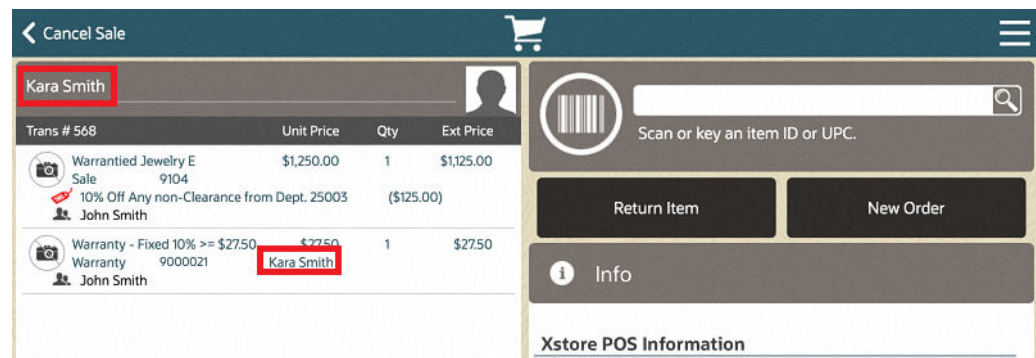 Cancel Sale
Kara Smith
Trans # 568 Unit Price Qty Ext Price
Warrantied Jewelry E $1,250.00 1 $1,125.00
Sale 9104
10% Off Any non-Clearance from Dept. 25003 ($125.00)
John Smith
Warranty - Fixed 10% >= $27.50 $27.50 1 $27.50
Warranty 9000021 Kara Smith
John Smith
Scan or key an item ID or UPC.
Return Item New Order
Info
Xstore POS Information